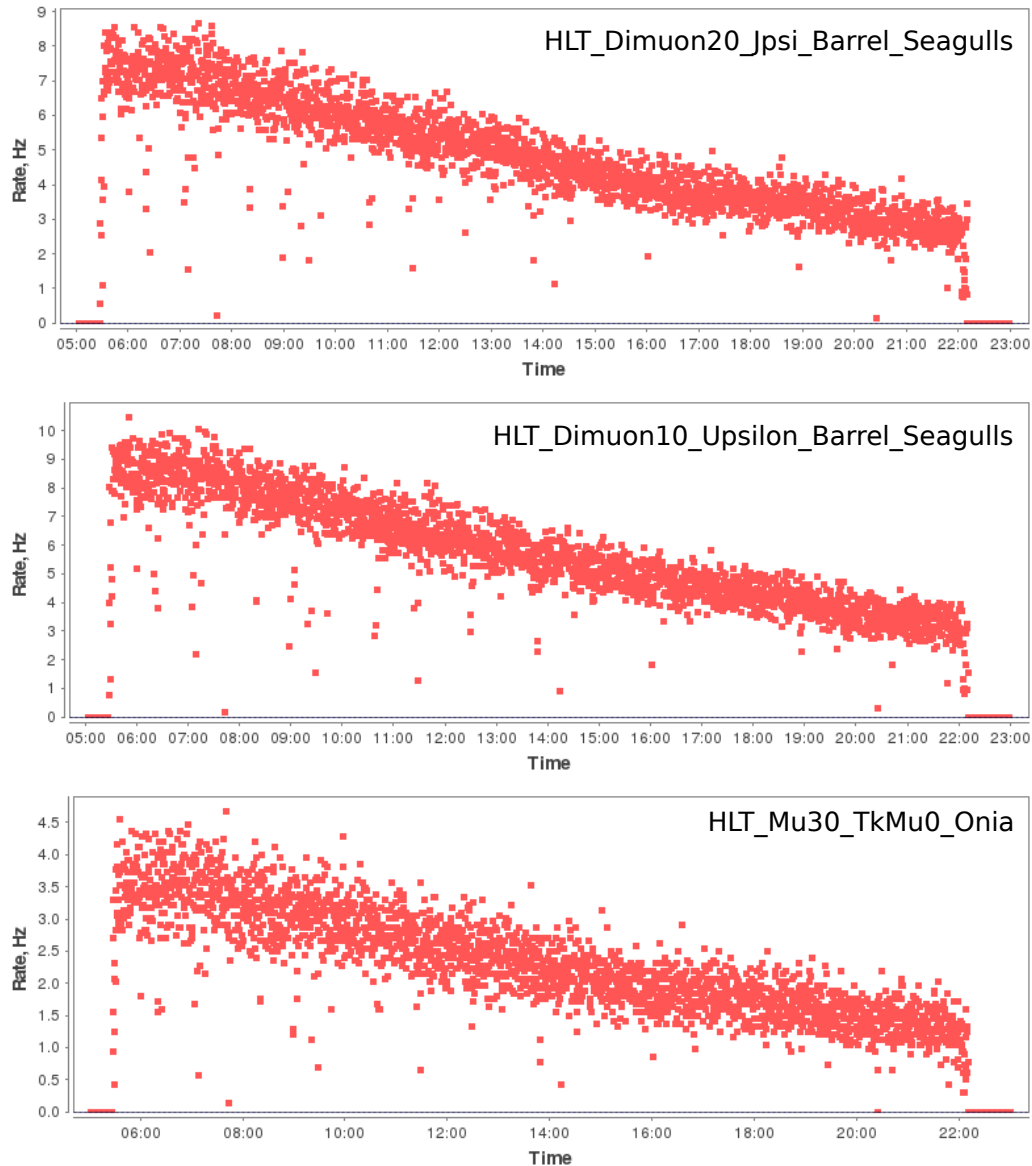 HLT_Dimuon20_Jpsi_Barrel_Seagulls
Rate, Hz
9
8
7
6
5
4
3
2
1
0
05:00 06:00 07:00 08:00 09:00 10:00 11:00 12:00 13:00 14:00 15:00 16:00 17:00 18:00 19:00 20:00 21:00 22:00 23:00
Time
HLT_Dimuon10_Upsilon_Barrel_Seagulls
Rate, Hz
10
9
8
7
6
5
4
3
2
1
0
05:00 06:00 07:00 08:00 09:00 10:00 11:00 12:00 13:00 14:00 15:00 16:00 17:00 18:00 19:00 20:00 21:00 22:00 23:00
Time
HLT_Mu30_TkMu0_Onia
Rate, Hz
4.5
4.0
3.5
3.0
2.5
2.0
1.5
1.0
0.5
0.0
06:00 08:00 10:00 12:00 14:00 16:00 18:00 20:00 22:00
Time